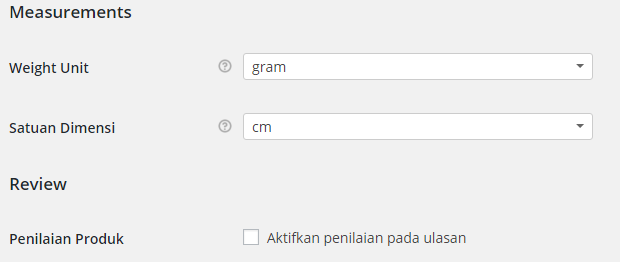 Measurements
Weight Unit gram
Satuan Dimensi cm
Review
Penilaian Produk Aktifkan penilaian pada ulasan